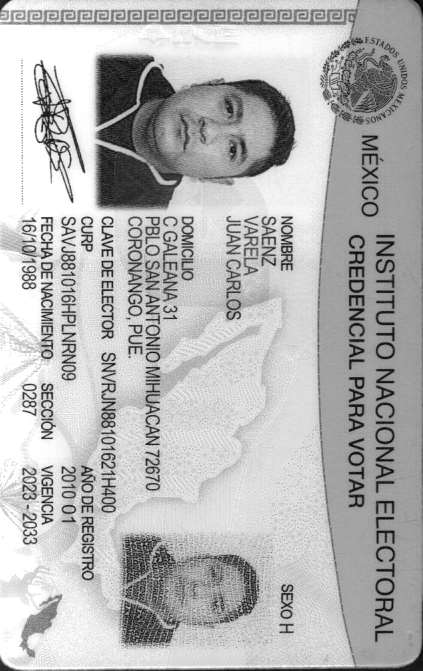 ESTADOS UNIDOS MEXICANOS
MÉXICO INSTITUTO NACIONAL ELECTORAL
CREDENCIAL PARA VOTAR
NOMBRE
SAENZ
VARELA
JUAN CARLOS
SEXO H
DOMICILIO
C GALEANA 31
PBLO SAN ANTONIO MIHUACAN 72670
CORONANGO, PUE.
CLAVE DE ELECTOR SNVRJN88101621H400
CURP AÑO DE REGISTRO
SAVJ881016HPLNRN09 2010 01
FECHA DE NACIMIENTO SECCIÓN VIGENCIA
16/10/1988 0287 2023 - 2033